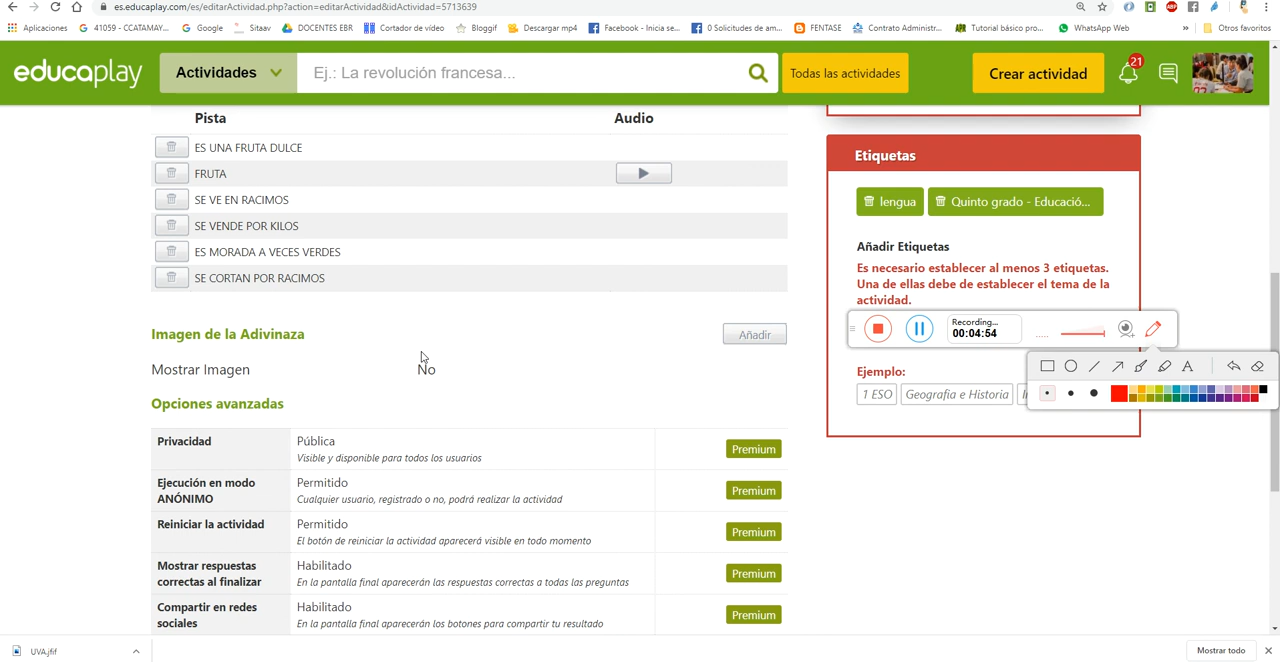 es.educaplay.com/es/editarActividad.php?action=editarActividad&idActividad=5713639
Aplicaciones
41059 - CCATAMAY...
Google
Sitaav
DOCENTES EBR
Cortador de vídeo
Bloggif
Descargar mp4
Facebook - Inicia se...
0 Solicitudes de am...
FENTASE
Contrato Administr...
Tutorial básico pro...
WhatsApp Web
»
Otros favoritos
educaplay
Actividades
Ej.: La revolución francesa...
Todas las actividades
Crear actividad
21
Pista
Audio
ES UNA FRUTA DULCE
FRUTA
SE VE EN RACIMOS
SE VENDE POR KILOS
ES MORADA A VECES VERDES
SE CORTAN POR RACIMOS
Imagen de la Adivinaza
Añadir
Mostrar Imagen
No
Opciones avanzadas
Privacidad
Pública
Visible y disponible para todos los usuarios
Premium
Ejecución en modo
ANÓNIMO
Permitido
Cualquier usuario, registrado o no, podrá realizar la actividad
Premium
Reiniciar la actividad
Permitido
El botón de reiniciar la actividad aparecerá visible en todo momento
Premium
Mostrar respuestas
correctas al finalizar
Habilitado
En la pantalla final aparecerán las respuestas correctas a todas las preguntas
Premium
Compartir en redes
sociales
Habilitado
En la pantalla final aparecerán los botones para compartir tu resultado
Premium
Etiquetas
lengua
Quinto grado - Educació...
Añadir Etiquetas
Es necesario establecer al menos 3 etiquetas.
Una de ellas debe de establecer el tema de la
actividad.
Recording...
00:04:54
A
Ejemplo:
1 ESO
Geografia e Historia
UVA.jfif
Mostrar todo